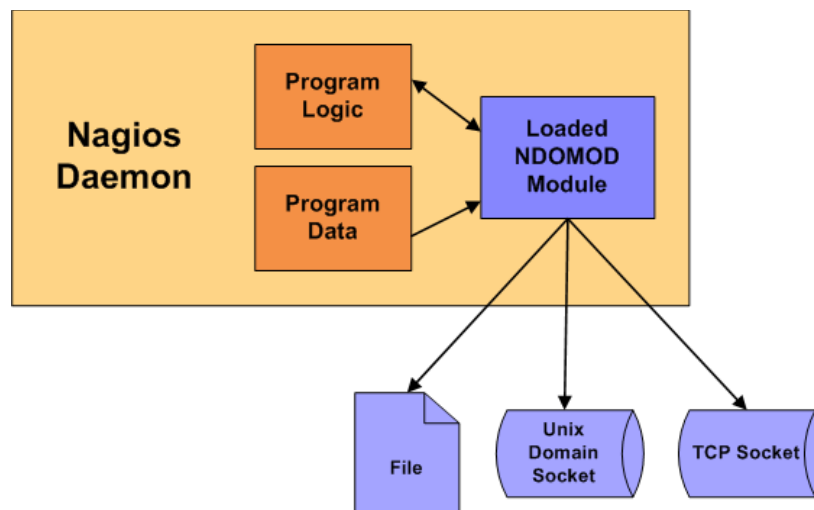 Nagios
Daemon
Program
Logic
Program
Data
Loaded
NDOMOD
Module
File
Unix
Domain
Socket
TCP Socket